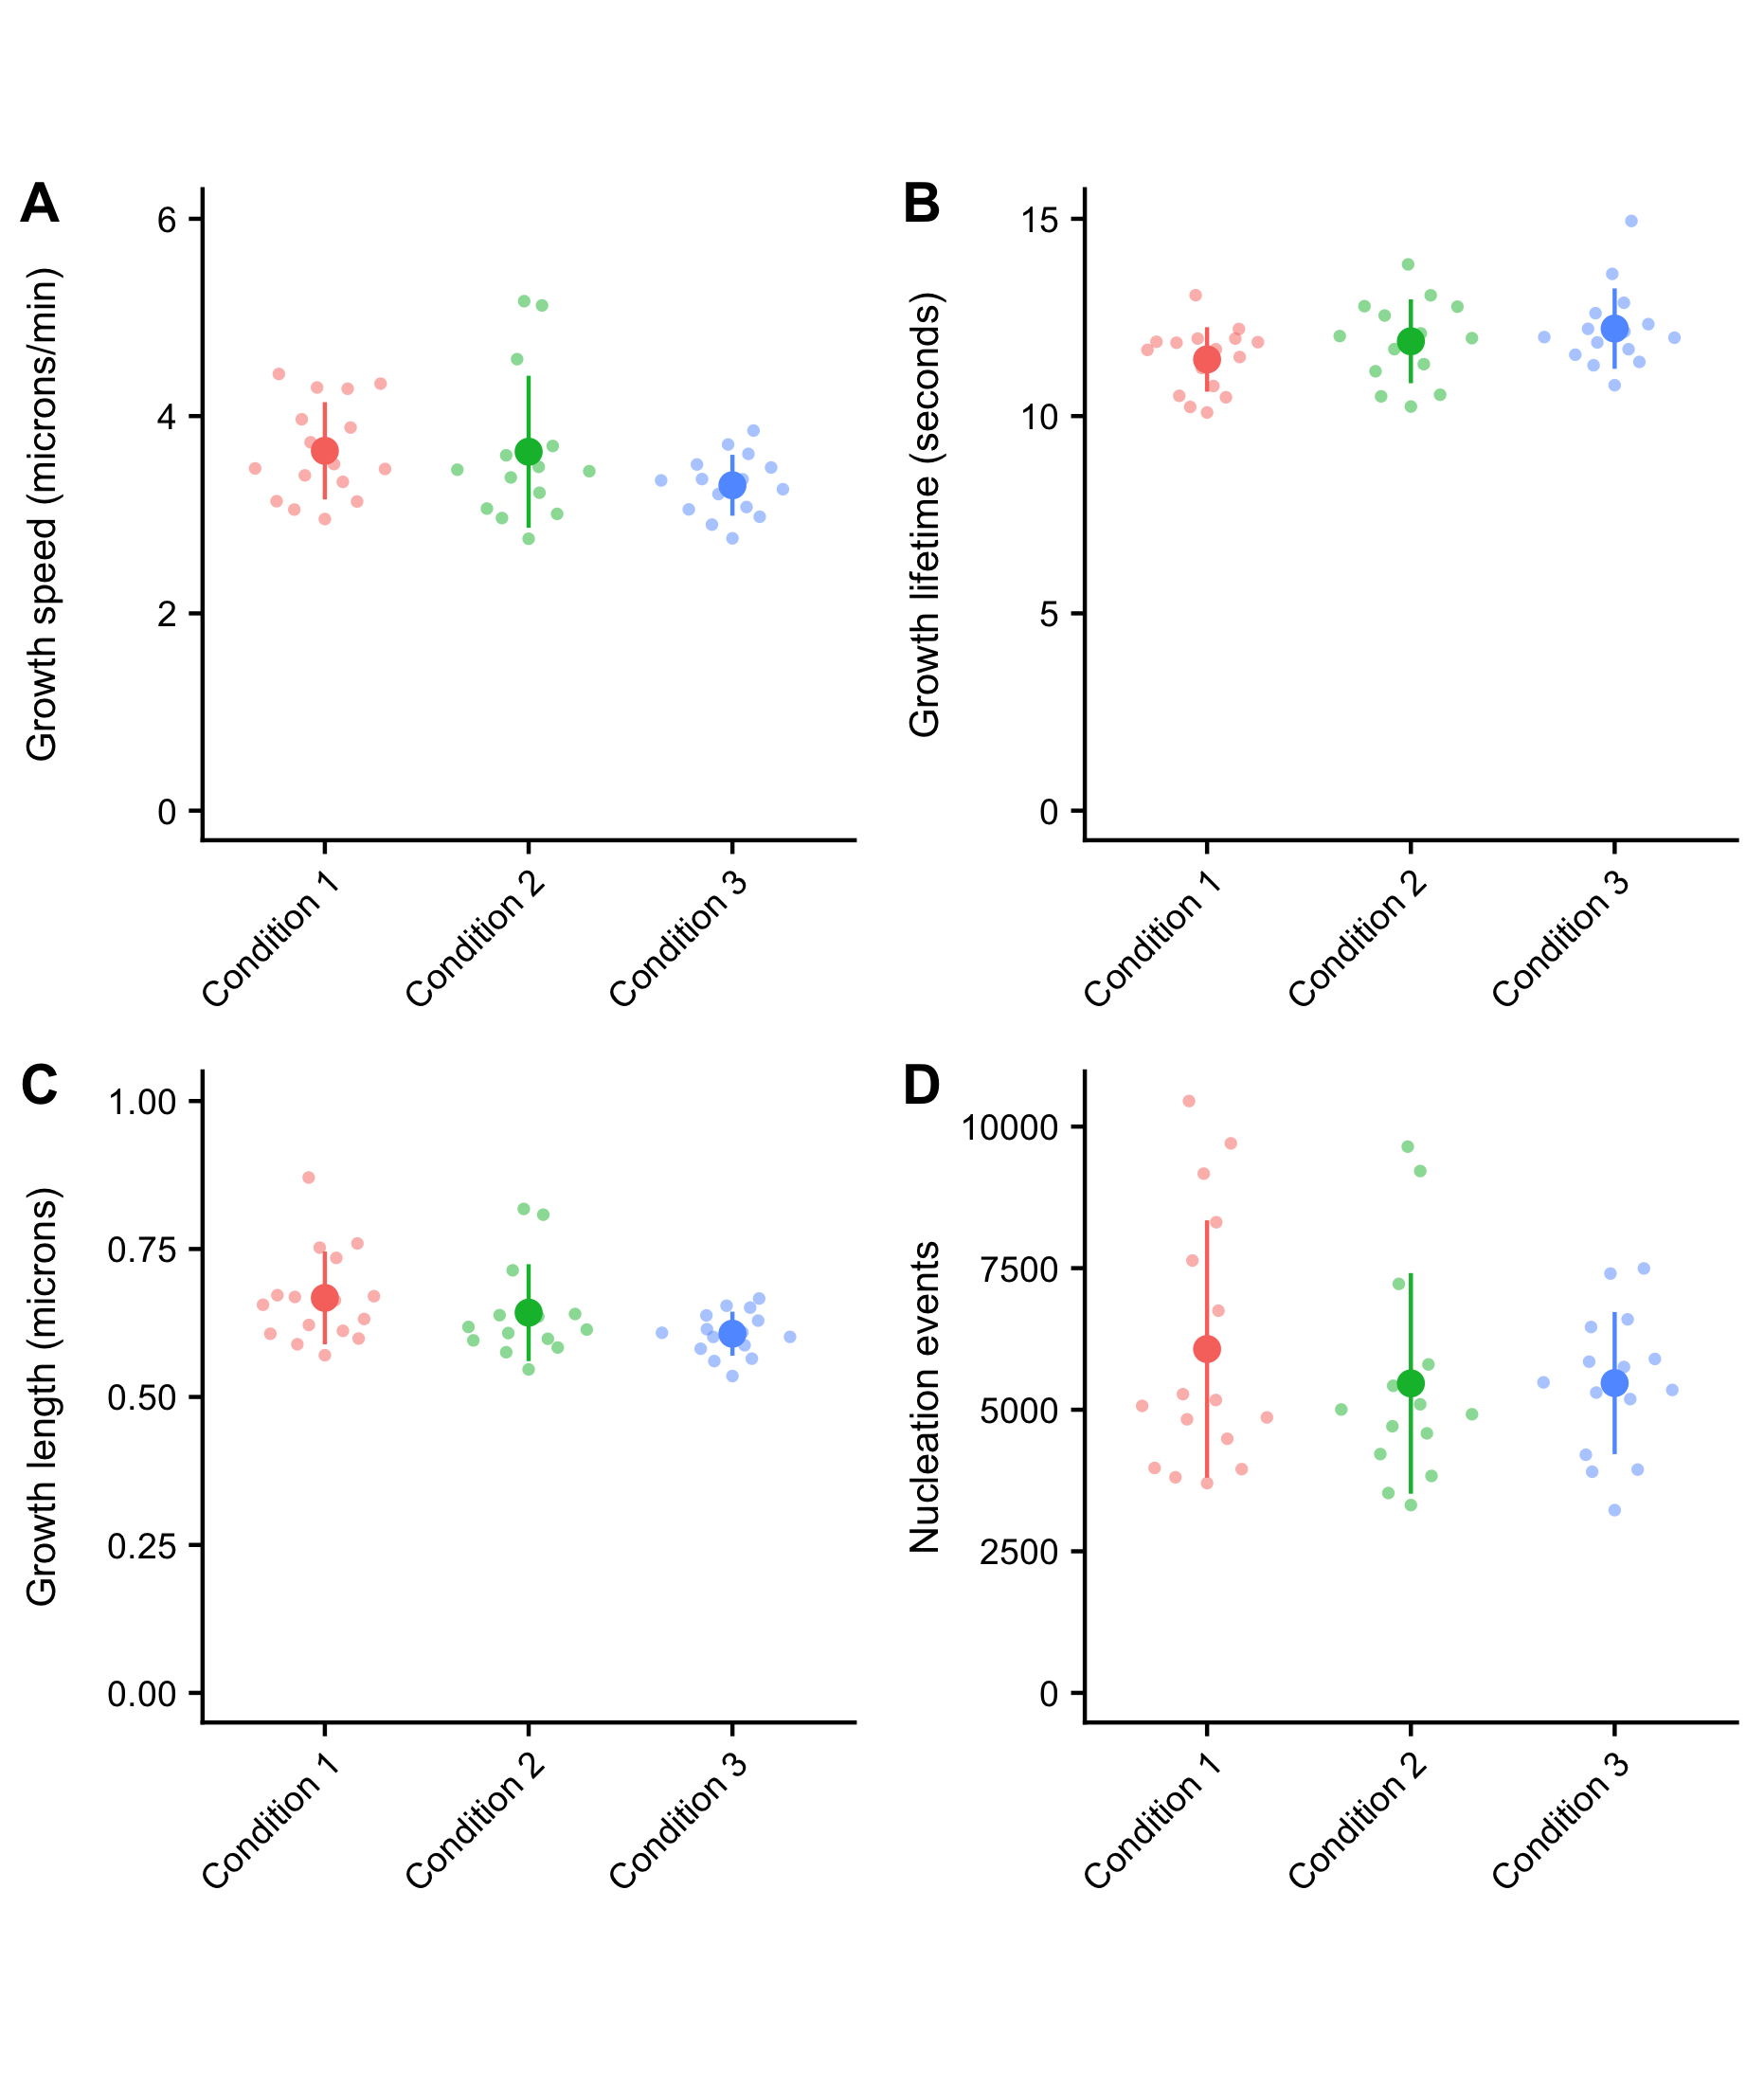 A
Growth speed (microns/min)
6
4
2
0
Condition 1
Condition 2
Condition 3
B
Growth lifetime (seconds)
15
10
5
0
Condition 1
Condition 2
Condition 3
C
Growth length (microns)
1.00
0.75
0.50
0.25
0.00
Condition 1
Condition 2
Condition 3
D
Nucleation events
10000
7500
5000
2500
0
Condition 1
Condition 2
Condition 3